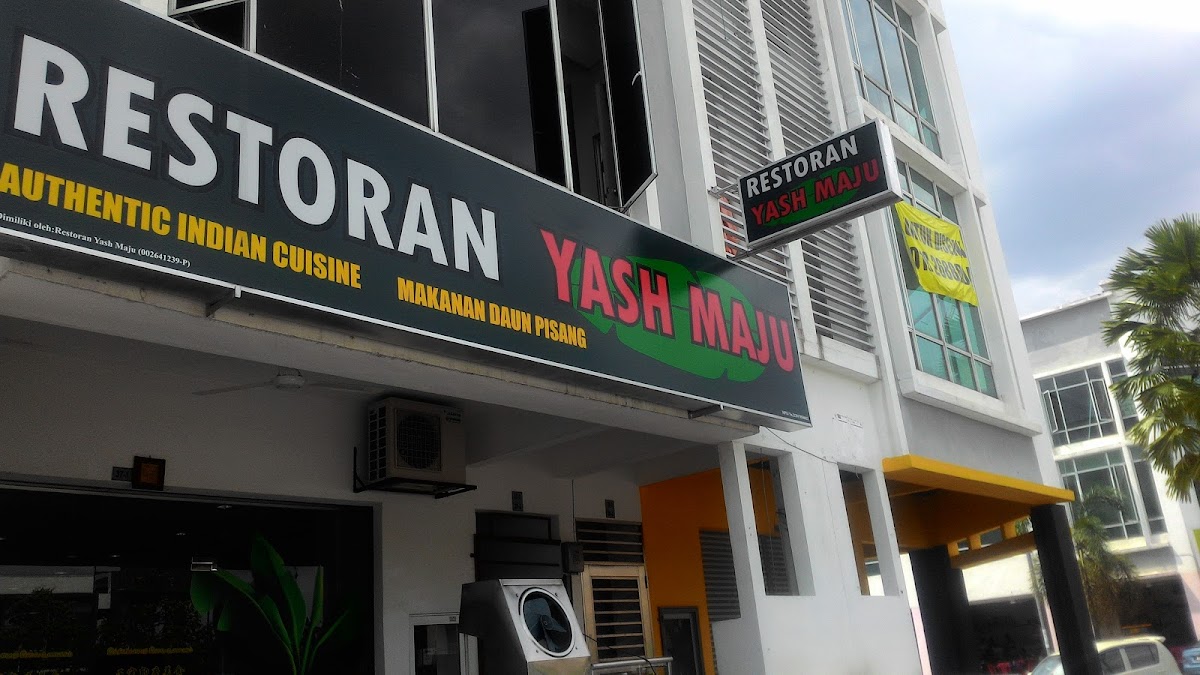 RESTORAN YASH MAJU
AUTHENTIC INDIAN CUISINE MAKANAN DAUN PISANG
Dimiliki oleh:Restoran Yash Maju (002641239-P)
RESTORAN
YASH MAJU